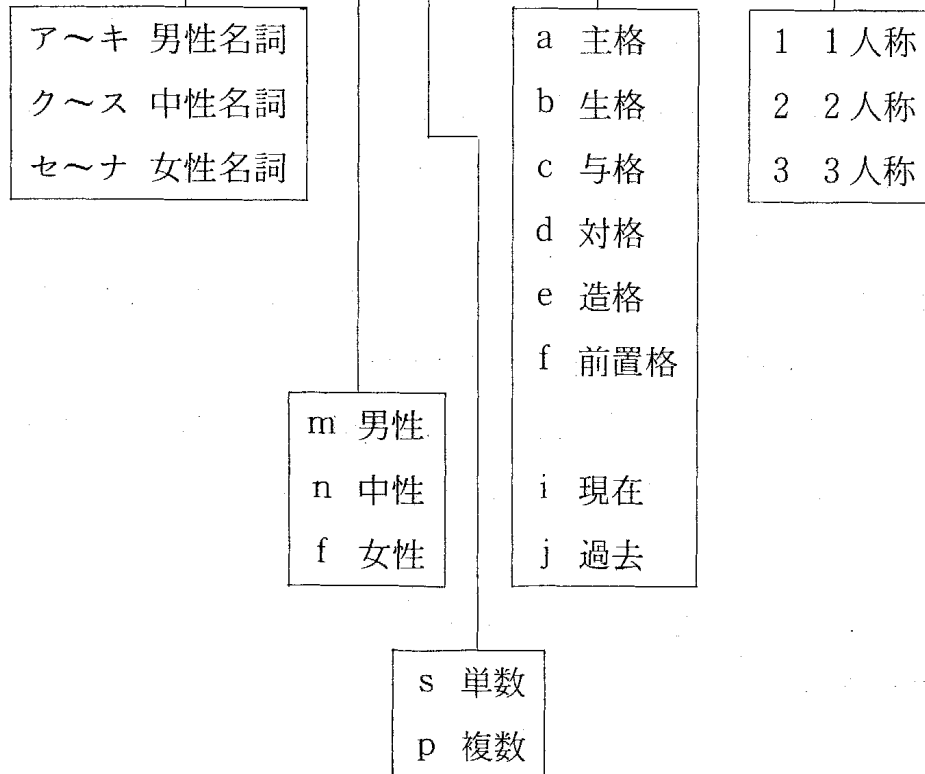 ア～キ 男性名詞
ク～ス 中性名詞
セ～ナ 女性名詞
m 男性
n 中性
f 女性
s 単数
p 複数
a 主格
b 生格
c 与格
d 対格
e 造格
f 前置格
i 現在
j 過去
1 1人称
2 2人称
3 3人称